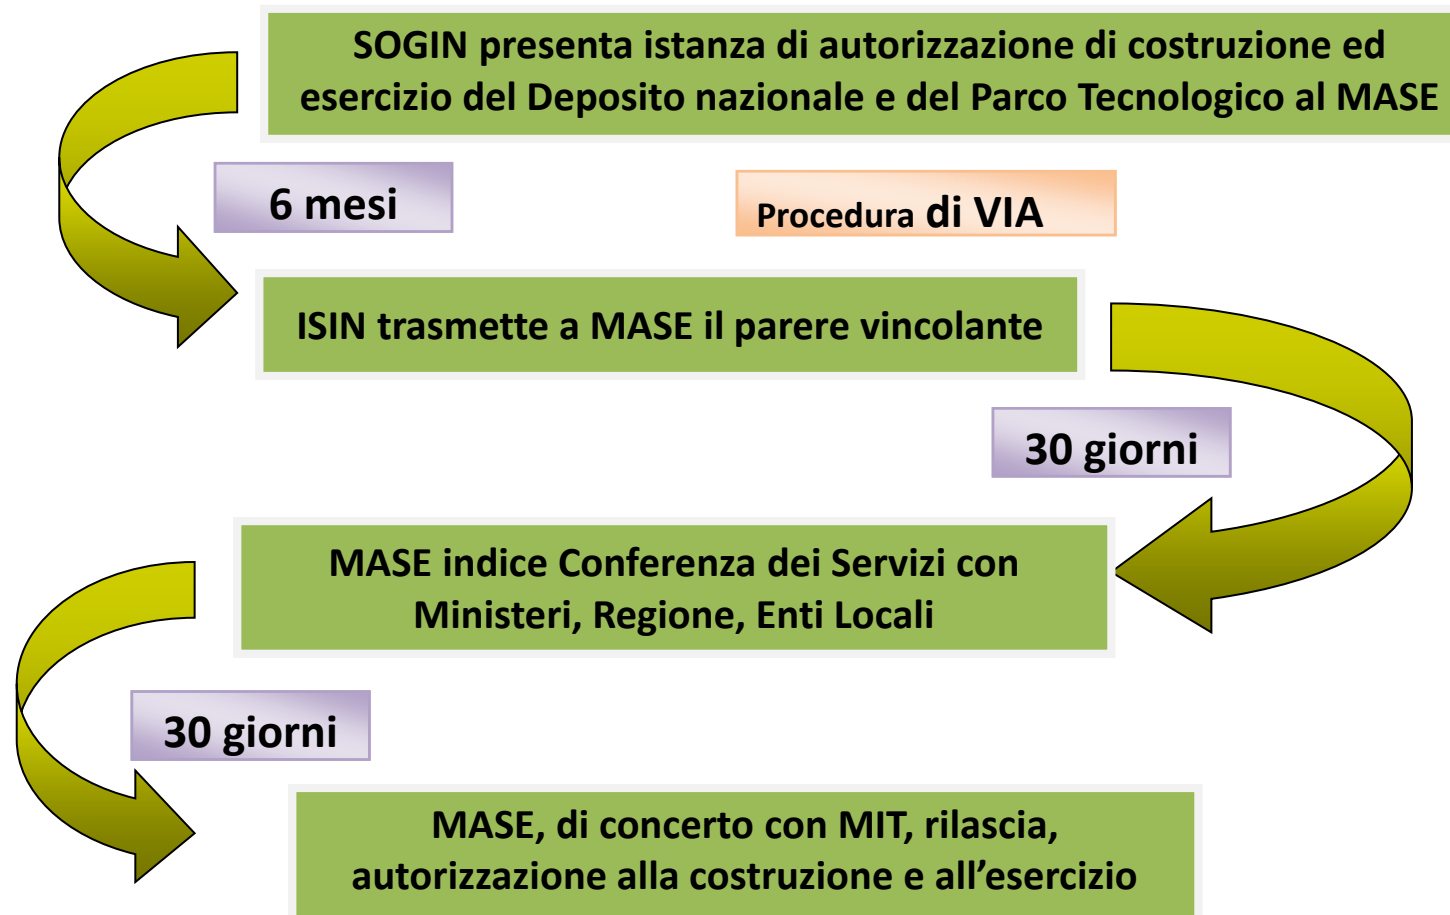 SOGIN presenta istanza di autorizzazione di costruzione ed
esercizio del Deposito nazionale e del Parco Tecnologico al MASE
6 mesi
Procedura di VIA
ISIN trasmette a MASE il parere vincolante
30 giorni
MASE indice Conferenza dei Servizi con
Ministeri, Regione, Enti Locali
30 giorni
MASE, di concerto con MIT, rilascia,
autorizzazione alla costruzione e all’esercizio